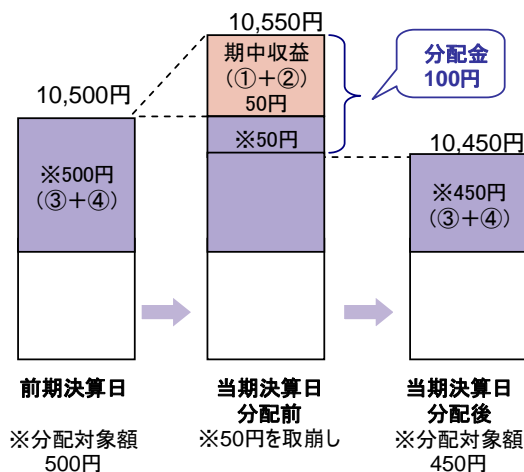 10,550円
期中収益
(①+②)
50円
分配金
100円
10,500円
※50円
10,450円
※500円
(③+④)
※450円
(③+④)
前期決算日
当期決算日
分配前
当期決算日
分配後
※分配対象額
500円
※50円を取崩し
※分配対象額
450円